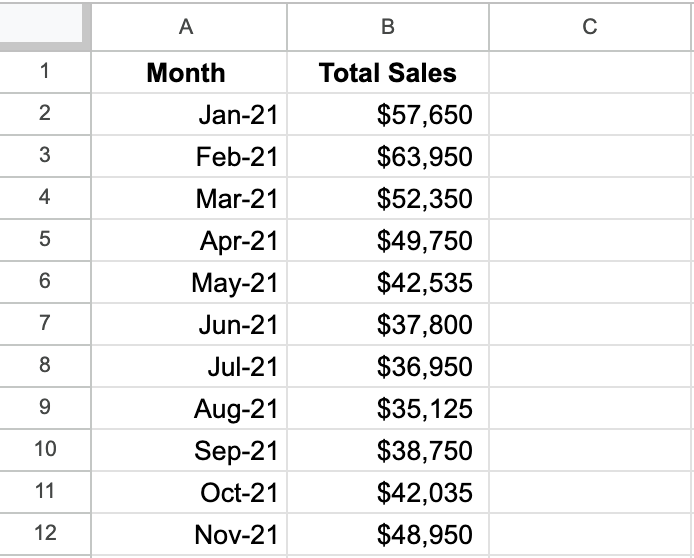 A B C
1 Month Total Sales
2 Jan-21 $57,650
3 Feb-21 $63,950
4 Mar-21 $52,350
5 Apr-21 $49,750
6 May-21 $42,535
7 Jun-21 $37,800
8 Jul-21 $36,950
9 Aug-21 $35,125
10 Sep-21 $38,750
11 Oct-21 $42,035
12 Nov-21 $48,950